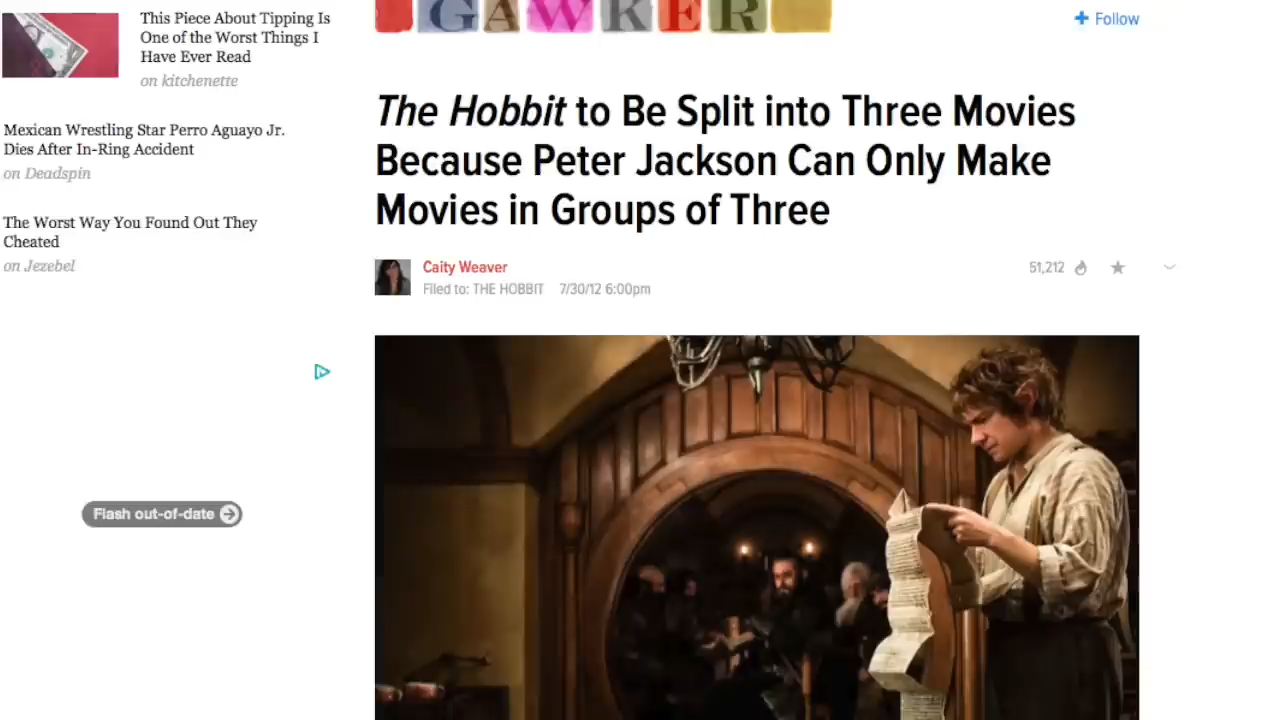 This Piece About Tipping Is
One of the Worst Things I
Have Ever Read
on kitchenette
Mexican Wrestling Star Perro Aguayo Jr.
Dies After In-Ring Accident
on Deadspin
The Worst Way You Found Out They
Cheated
on Jezebel
Flash out-of-date
GAWKER
+ Follow
The Hobbit to Be Split into Three Movies
Because Peter Jackson Can Only Make
Movies in Groups of Three
Caity Weaver
Filed to: THE HOBBIT 7/30/12 6:00pm
51,212